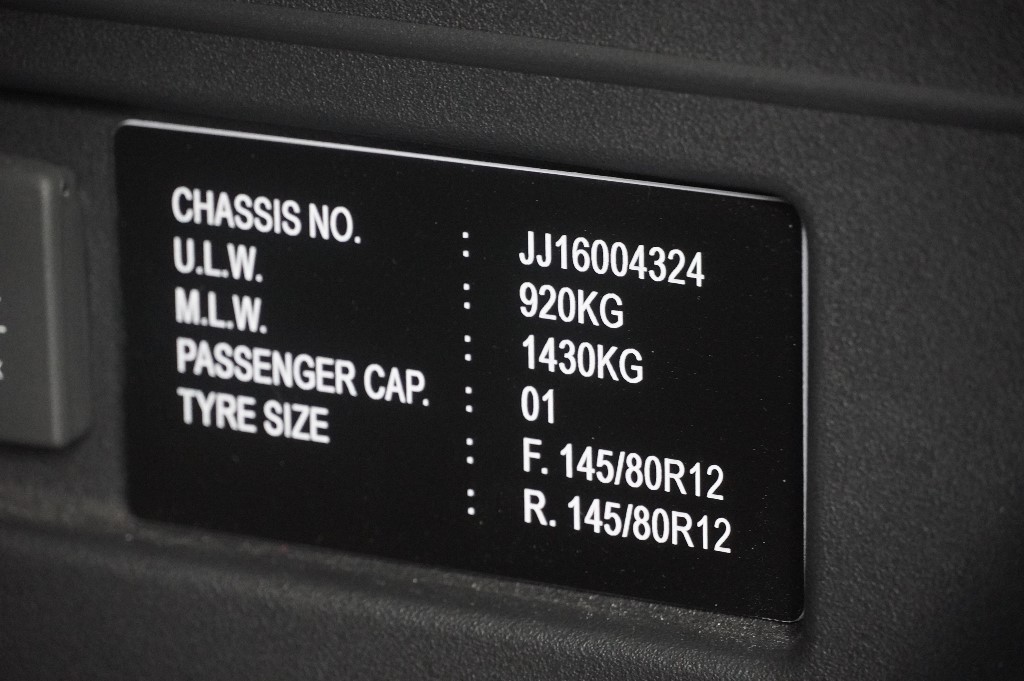 CHASSIS NO. : JJ16004324
U.L.W. : 920KG
M.L.W. : 1430KG
PASSENGER CAP. : 01
TYRE SIZE : F. 145/80R12
: R. 145/80R12